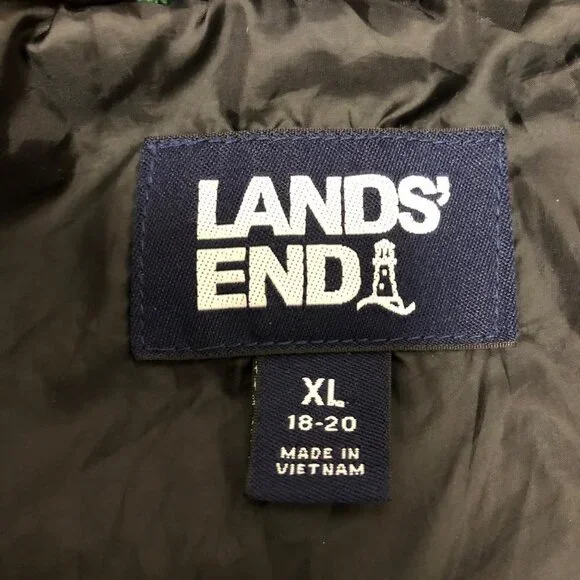 LANDS'
END
XL
18-20
MADE IN
VIETNAM